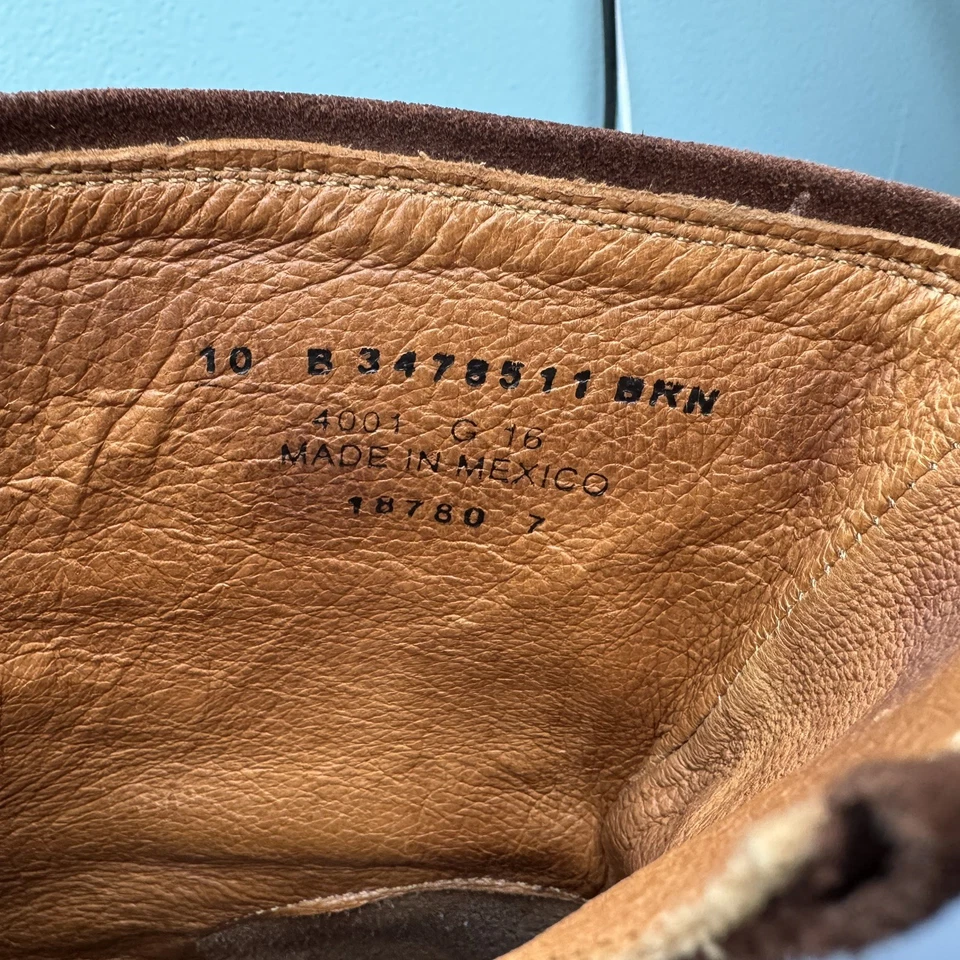 10 B 3478511 BRN
4001 G 16
MADE IN MEXICO
18780 7